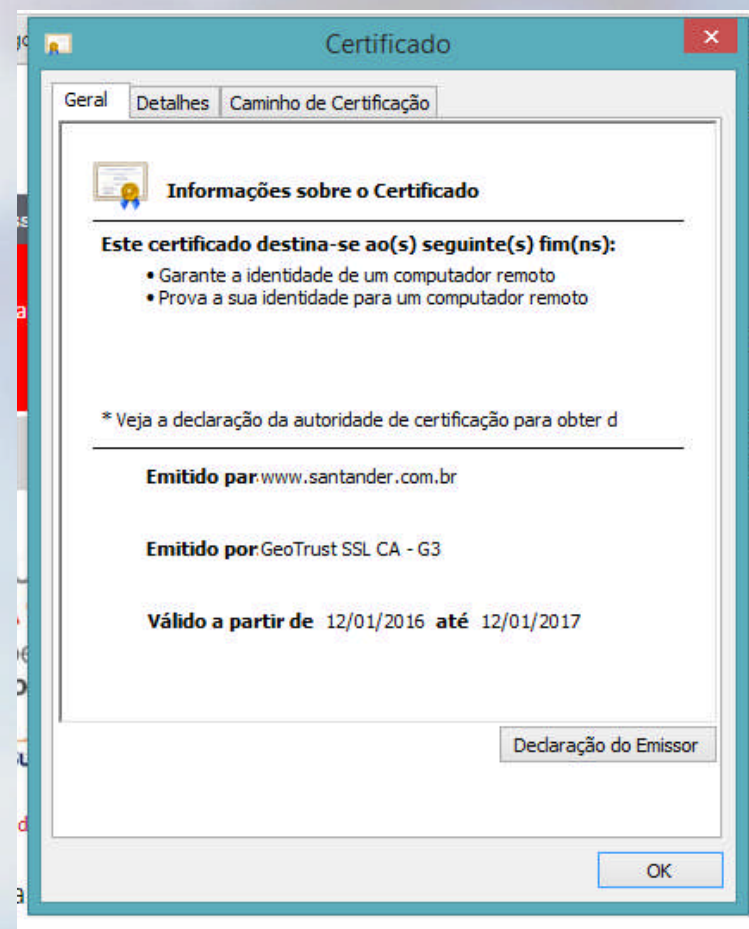 Certificado
Geral Detalhes Caminho de Certificação
Informações sobre o Certificado
Este certificado destina-se ao(s) seguinte(s) fim(ns):
• Garante a identidade de um computador remoto
• Prova a sua identidade para um computador remoto
* Veja a declaração da autoridade de certificação para obter d
Emitido par www.santander.com.br
Emitido por GeoTrust SSL CA - G3
Válido a partir de 12/01/2016 até 12/01/2017
Declaração do Emissor
OK